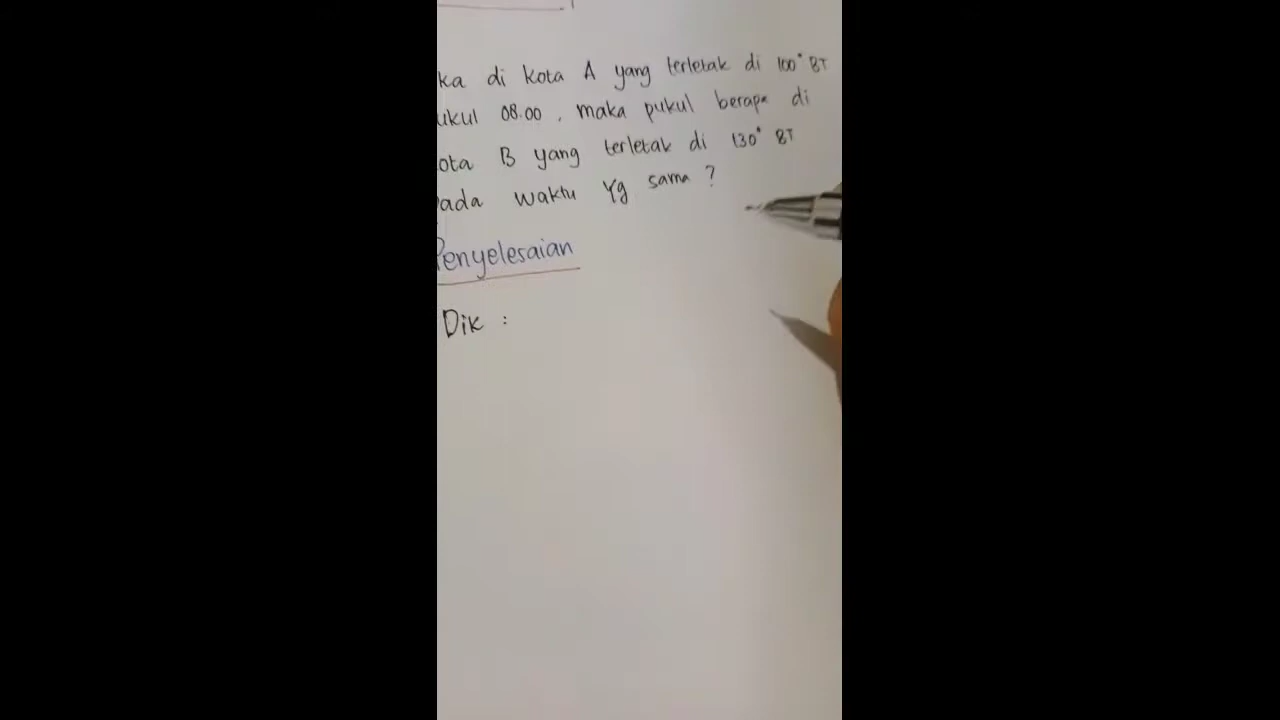 ka di kota A yang terletak di 100° BT
ukul 08.00 , maka pukul berapa di
ota B yang terletak di 130° BT
pada waktu yg sama ?
Penyelesaian
Dik :